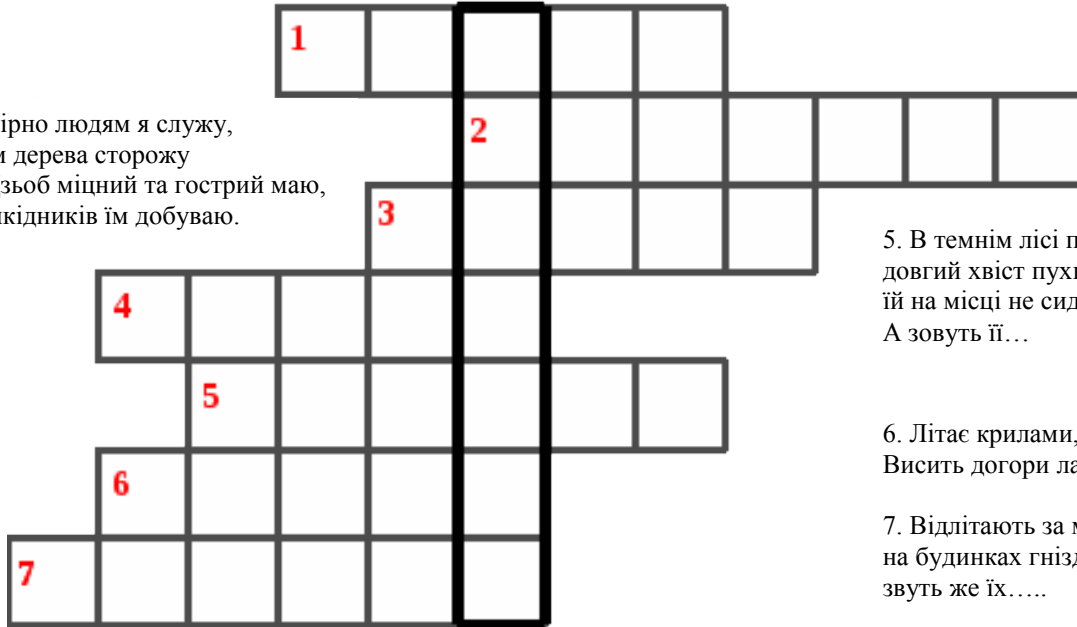 1
2
ірно людям я служу,
м дерева сторожу
зьоб міцний та гострий маю,
кідників їм добуваю.
3
4
5
6
7
5. В темнім лісі п
довгий хвіст пух
їй на місці не сид
А зовуть її…
6. Літає крилами,
Висить догори ла
7. Відлітають за м
на будинках гнізд
звуть же їх…..